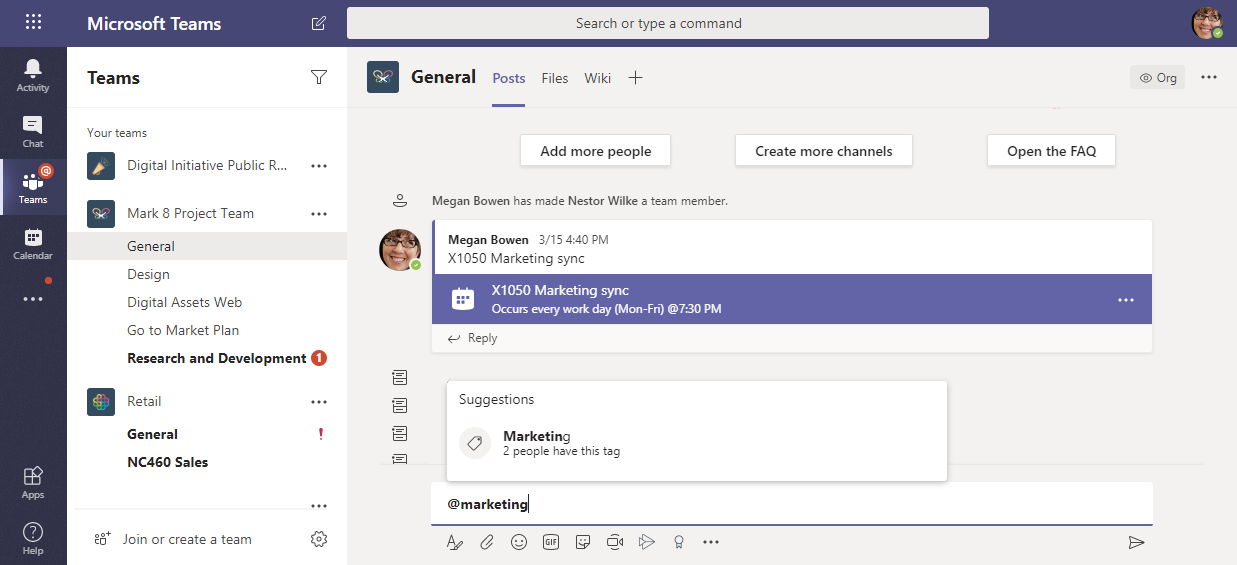 Microsoft Teams
Search or type a command
Activity
Chat
@
Teams
Calendar
Apps
Help
Teams
Your teams
Digital Initiative Public R...
Mark 8 Project Team
General
Design
Digital Assets Web
Go to Market Plan
Research and Development 1
Retail
General !
NC460 Sales
Join or create a team
General Posts Files Wiki
Org
Add more people
Create more channels
Open the FAQ
Megan Bowen has made Nestor Wilke a team member.
Megan Bowen 3/15 4:40 PM
X1050 Marketing sync
X1050 Marketing sync
Occurs every work day (Mon-Fri) @7:30 PM
Reply
Suggestions
Marketing
2 people have this tag
@marketing
GIF